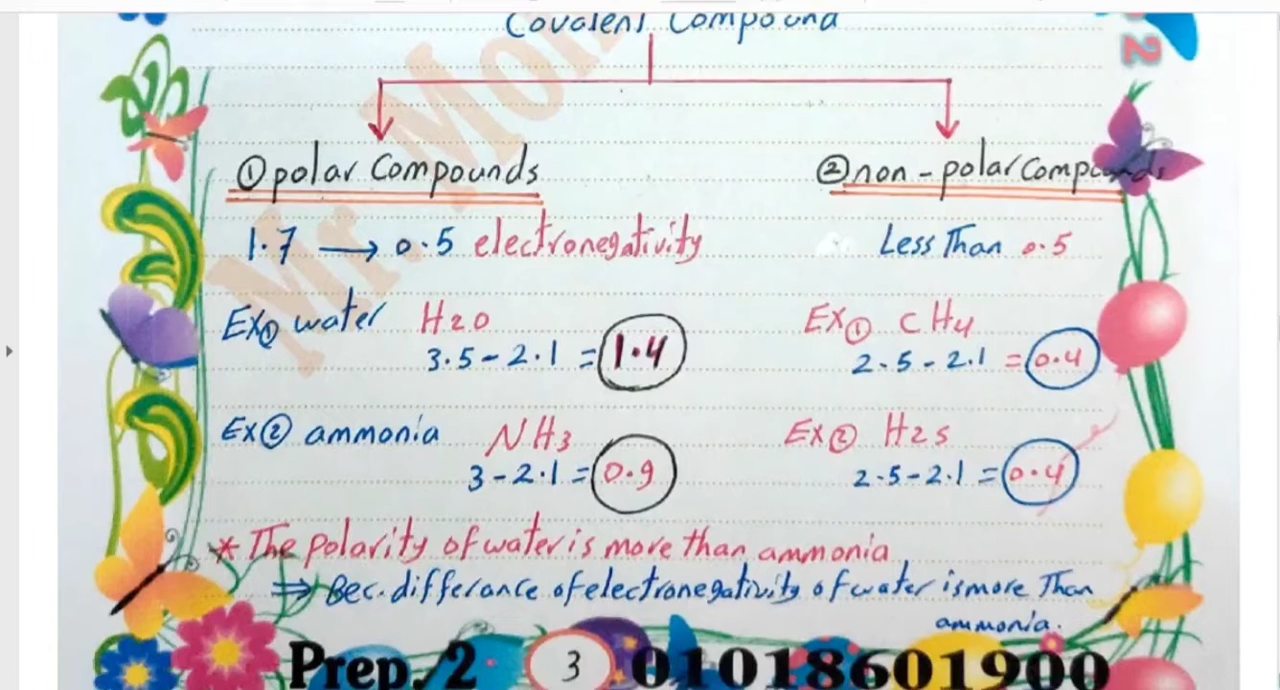 Covalent Compound
① polar Compounds
② non-polar Compounds
1.7 → 0.5 electronegativity
Less Than 0.5
Ex① water H2O
3.5 - 2.1 = 1.4
Ex① CH4
2.5 - 2.1 = 0.4
Ex② ammonia NH3
3 - 2.1 = 0.9
Ex② H2S
2.5 - 2.1 = 0.4
* The polarity of water is more than ammonia
⇒ Bec. differance of electronegativity of water is more Than
ammonia.
Prep. 2 3 01018601900
Mr. Mo
2